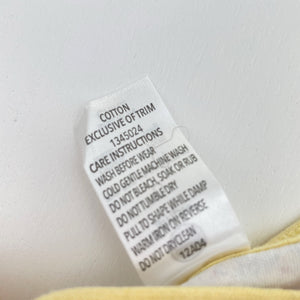 COTTON
EXCLUSIVE OF TRIM
1345024
CARE INSTRUCTIONS
WASH BEFORE WEAR
COLD GENTLE MACHINE WASH
DO NOT BLEACH, SOAK OR RUB
DO NOT TUMBLE DRY
PULL TO SHAPE WHILE DAMP
WARM IRON ON REVERSE
DO NOT DRYCLEAN
12A04